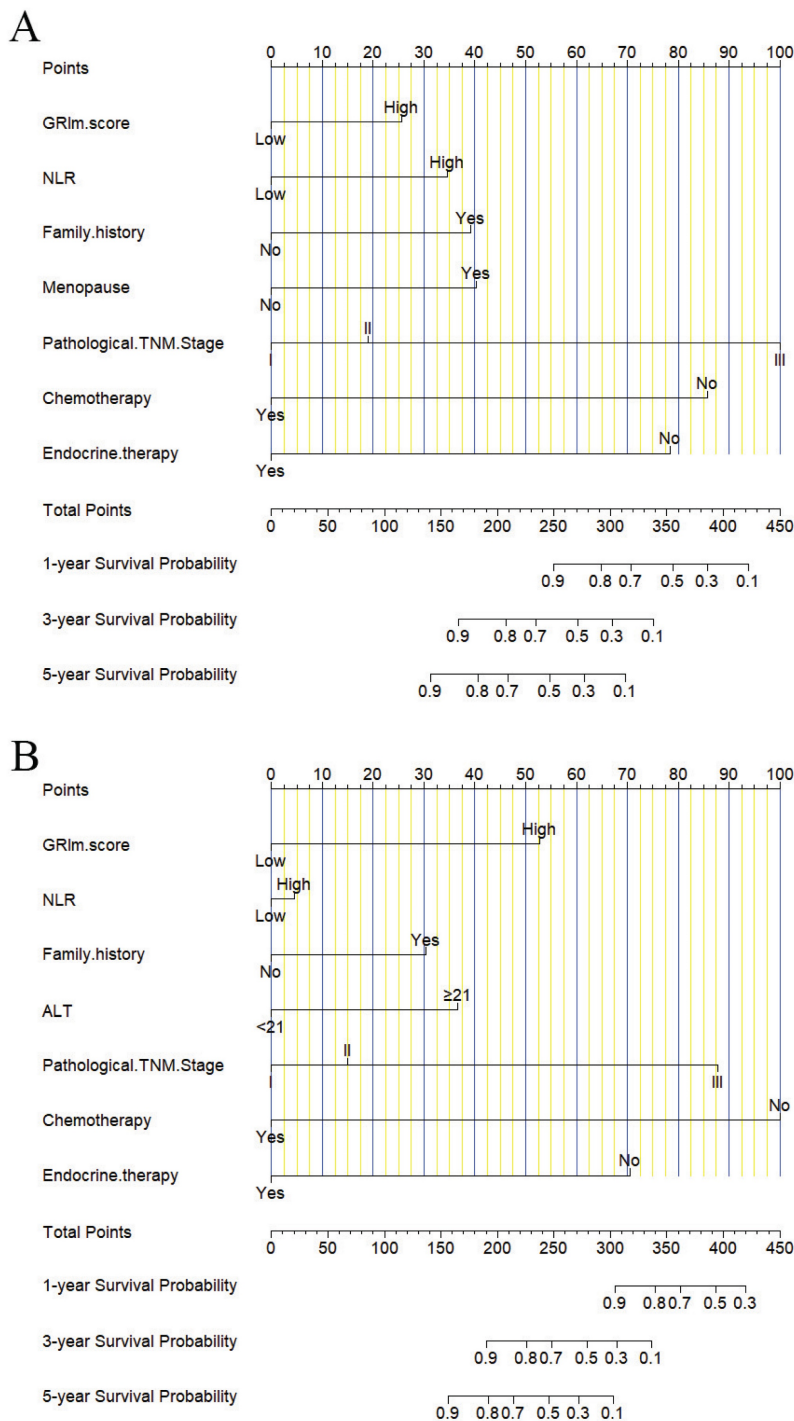 A
0 10 20 30 40 50 60 70 80 90 100
Points
High
GRIm.score
Low
High
NLR
Low
Yes
Family.history
No
Yes
Menopause
No
II
Pathological.TNM.Stage
I III
No
Chemotherapy
Yes
No
Endocrine.therapy
Yes
Total Points
0 50 100 150 200 250 300 350 400 450
1-year Survival Probability
0.9 0.8 0.7 0.5 0.3 0.1
3-year Survival Probability
0.9 0.8 0.7 0.5 0.3 0.1
5-year Survival Probability
0.9 0.8 0.7 0.5 0.3 0.1
B
0 10 20 30 40 50 60 70 80 90 100
Points
High
GRIm.score
Low
High
NLR
Low
Yes
Family.history
No
≥21
ALT
<21
II
Pathological.TNM.Stage
I III
No
Chemotherapy
Yes
No
Endocrine.therapy
Yes
Total Points
0 50 100 150 200 250 300 350 400 450
1-year Survival Probability
0.9 0.8 0.7 0.5 0.3
3-year Survival Probability
0.9 0.8 0.7 0.5 0.3 0.1
5-year Survival Probability
0.9 0.8 0.7 0.5 0.3 0.1